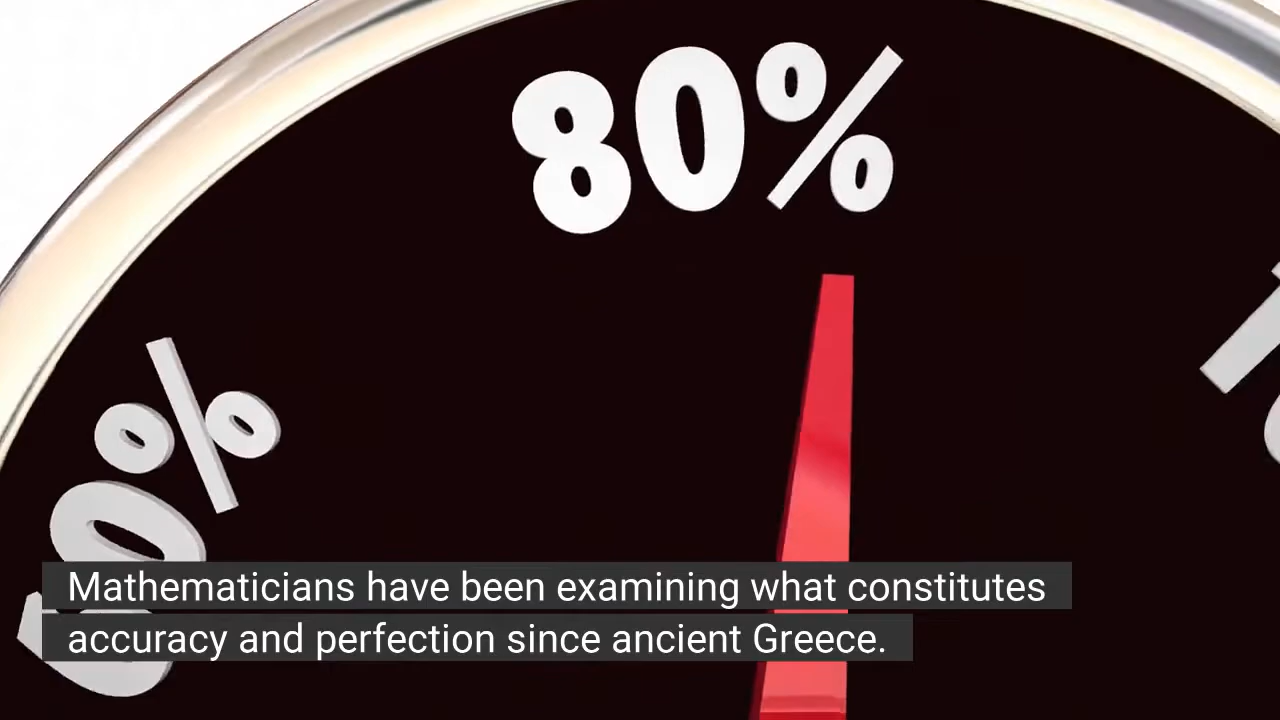 80%
Mathematicians have been examining what constitutes
accuracy and perfection since ancient Greece.